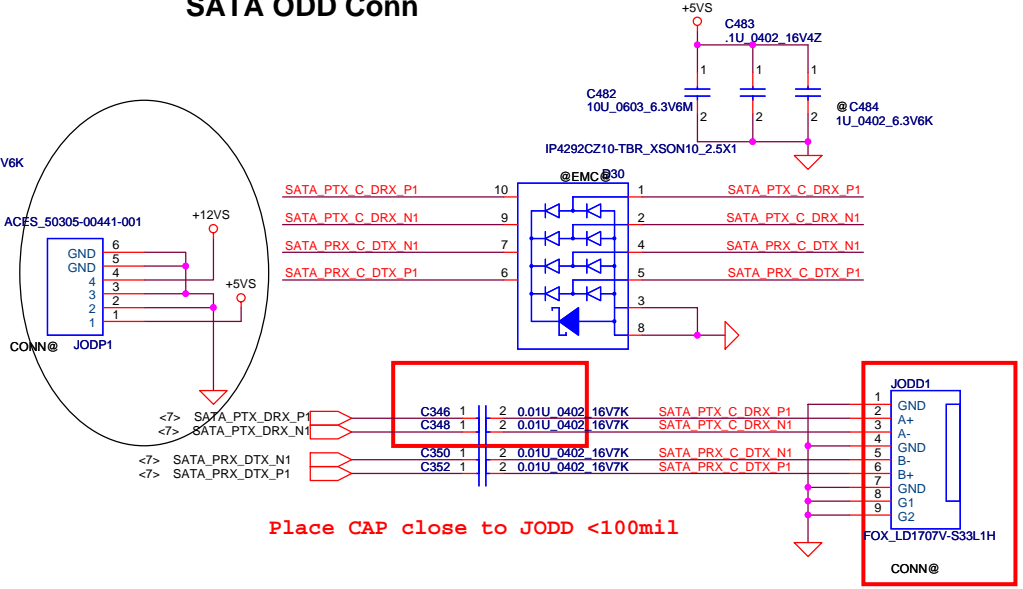 SATA ODD Conn
+5VS
C483
.1U_0402_16V4Z
1
1
1
C482
10U_0603_6.3V6M
2
2
2
@ C484
1U_0402_6.3V6K
V6K
IP4292CZ10-TBR_XSON10_2.5X1
@EMC@ D30
SATA_PTX_C_DRX_P1 10 1 SATA_PTX_C_DRX_P1
SATA_PTX_C_DRX_N1 9 2 SATA_PTX_C_DRX_N1
SATA_PRX_C_DTX_N1 7 4 SATA_PRX_C_DTX_N1
SATA_PRX_C_DTX_P1 6 5 SATA_PRX_C_DTX_P1
3
8
ACES_50305-00441-001
+12VS
+5VS
GND 6
GND 5
4 4
3 3
2 2
1 1
CONN@ JODP1
<7> SATA_PTX_DRX_P1 C346 1 2 0.01U_0402_16V7K SATA_PTX_C_DRX_P1
<7> SATA_PTX_DRX_N1 C348 1 2 0.01U_0402_16V7K SATA_PTX_C_DRX_N1
<7> SATA_PRX_DTX_N1 C350 1 2 0.01U_0402_16V7K SATA_PRX_C_DTX_N1
<7> SATA_PRX_DTX_P1 C352 1 2 0.01U_0402_16V7K SATA_PRX_C_DTX_P1
Place CAP close to JODD <100mil
JODD1
1 GND
2 A+
3 A-
4 GND
5 B-
6 B+
7 GND
8 G1
9 G2
FOX_LD1707V-S33L1H
CONN@